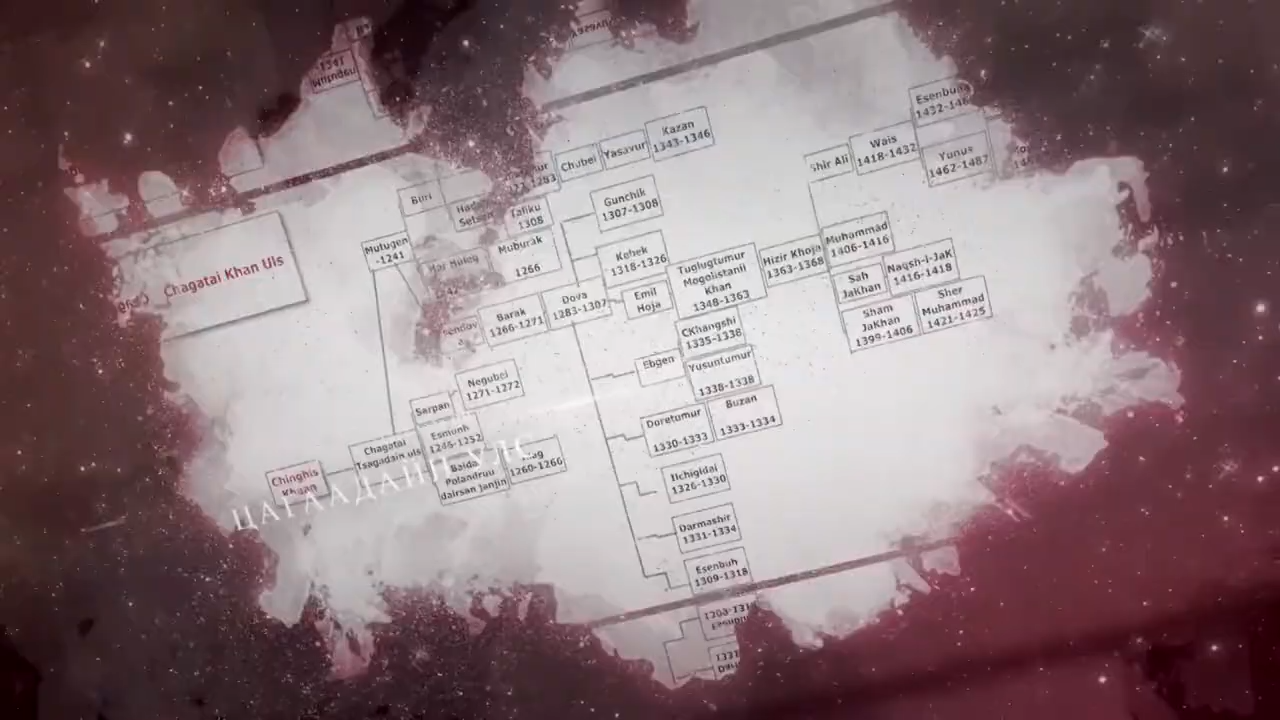 Chagatai Khan Uls
Chinghis
Khaan
Chagatai
Tsagadain uls
Mutugen
-1241
Buri
1308
Muburak
1266
Barak
1266-1271
Dova
1283-1307
Negubei
1271-1272
Sarpan
Esmunh
1246-1252
Baida
Polandruu
dairsan janjin
1260-1260
ЦАГААДАЙН УЛС
Chubei
Yasavur
Kazan
1343-1346
Gunchik
1307-1308
Kebek
1318-1326
Emil
Hoja
Tuglugtumur
Mogolistanii
Khan
1348-1363
Hizir Khoja
1363-1368
CKhangshi
1335-1338
Ebgen
Yusuntumur
1338-1338
Doretumur
1330-1333
Buzan
1333-1334
Ilchigidai
1326-1330
Darmashir
1331-1334
Esenbuh
1309-1318
Shir Ali
Wais
1418-1432
Esenbuga
Yunus
1462-1487
Muhammad
1406-1416
Sah
JaKhan
Naqsh-i-JaK
1416-1418
Sham
JaKhan
1399-1406
Sher
Muhammad
1421-1425